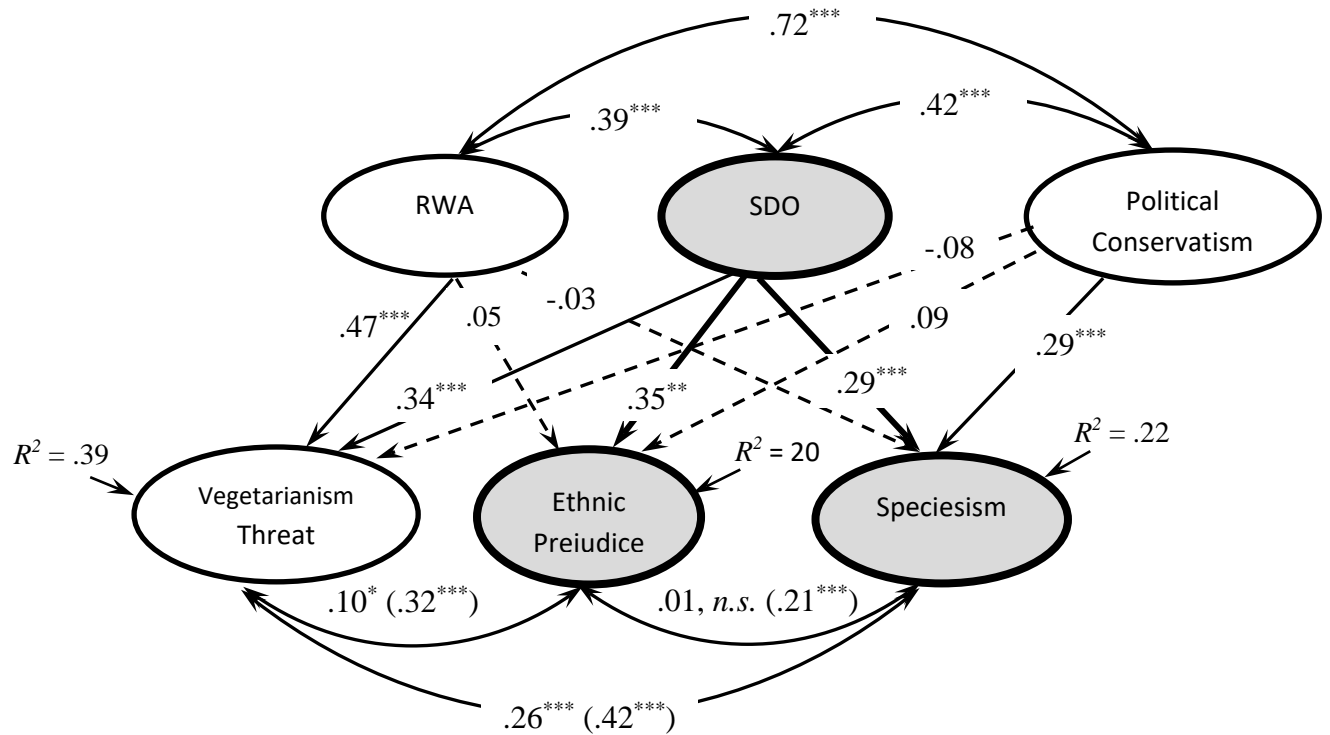 .72***
.39***
.42***
RWA
SDO
Political
Conservatism
-.08
-.03
.47***
.05
.09
.29***
.34***
.35**
.29***
R² = .39
R² = 20
R² = .22
Vegetarianism
Threat
Ethnic
Preiudice
Speciesism
.10* (.32***)
.01, n.s. (.21***)
.26*** (.42***)